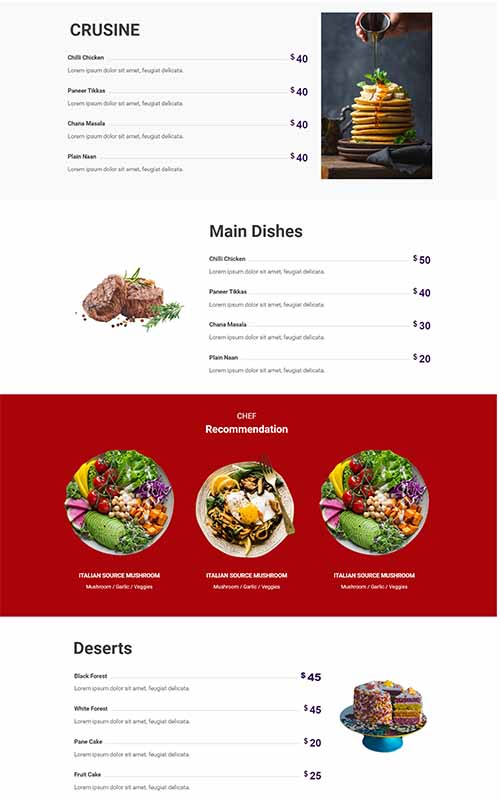 CRUSINE
Chilli Chicken $ 40
Lorem ipsum dolor sit amet, feugiat delicata.
Paneer Tikkas $ 40
Lorem ipsum dolor sit amet, feugiat delicata.
Chana Masala $ 40
Lorem ipsum dolor sit amet, feugiat delicata.
Plain Naan $ 40
Lorem ipsum dolor sit amet, feugiat delicata.
Main Dishes
Chilli Chicken $ 50
Lorem ipsum dolor sit amet, feugiat delicata.
Paneer Tikkas $ 40
Lorem ipsum dolor sit amet, feugiat delicata.
Chana Masala $ 30
Lorem ipsum dolor sit amet, feugiat delicata.
Plain Naan $ 20
Lorem ipsum dolor sit amet, feugiat delicata.
CHEF
Recommendation
ITALIAN SOURCE MUSHROOM ITALIAN SOURCE MUSHROOM ITALIAN SOURCE MUSHROOM
Mushroom / Garlic / Veggies Mushroom / Garlic / Veggies Mushroom / Garlic / Veggies
Deserts
Black Forest $ 45
Lorem ipsum dolor sit amet, feugiat delicata.
White Forest $ 45
Lorem ipsum dolor sit amet, feugiat delicata.
Pane Cake $ 20
Lorem ipsum dolor sit amet, feugiat delicata.
Fruit Cake $ 25
Lorem ipsum dolor sit amet, feugiat delicata.